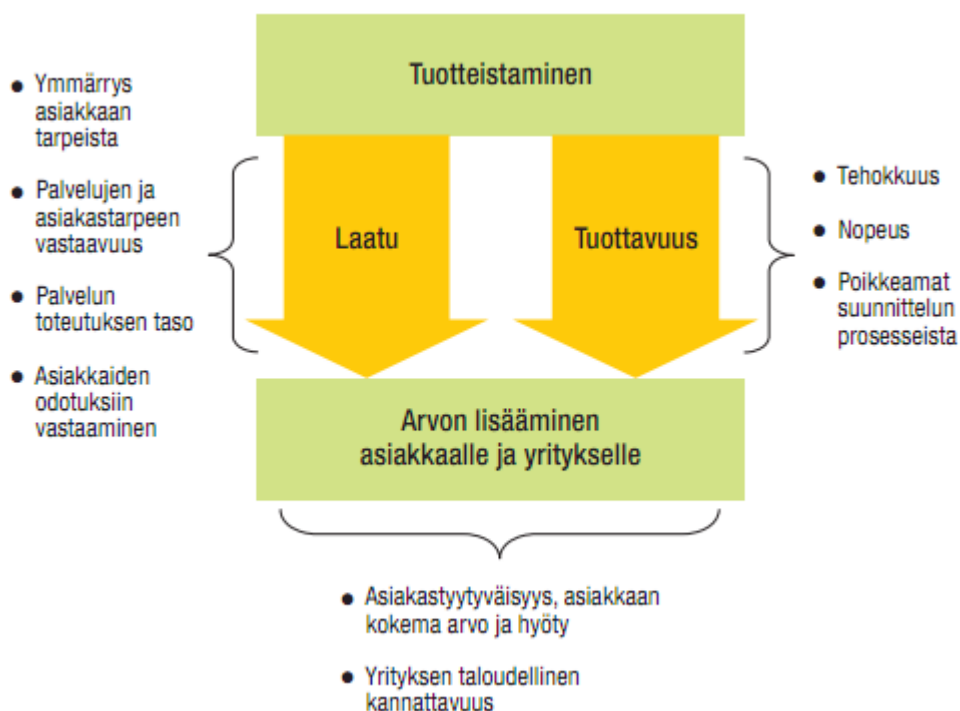 Tuotteistaminen
• Ymmärrys
asiakkaan
tarpeista
• Palvelujen ja
asiakastarpeen
vastaavuus
• Palvelun
toteutuksen taso
• Asiakkaiden
odotuksiin
vastaaminen
Laatu
Tuottavuus
• Tehokkuus
• Nopeus
• Poikkeamat
suunnittelun
prosesseista
Arvon lisääminen
asiakkaalle ja yritykselle
• Asiakastyytyväisyys, asiakkaan
kokema arvo ja hyöty
• Yrityksen taloudellinen
kannattavuus